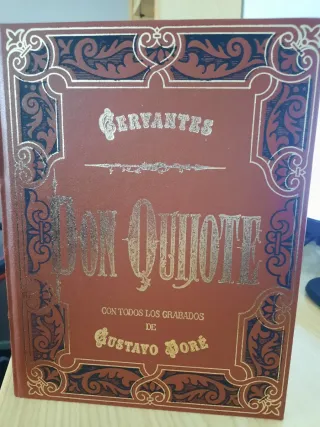 CERVANTES
DON QUIJOTE
CON TODOS LOS GRABADOS
DE
GUSTAVO DORÉ